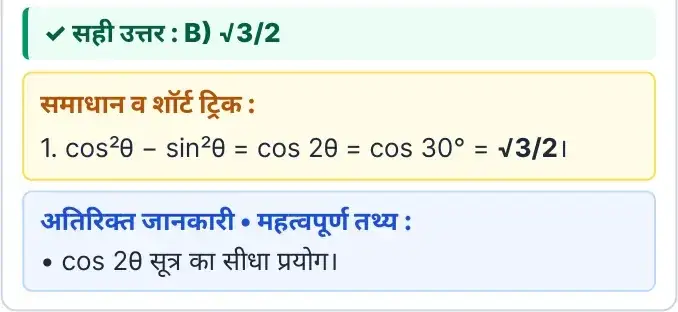 ✓ सही उत्तर : B) √3/2
समाधान व शॉर्ट ट्रिक :
1. cos²θ − sin²θ = cos 2θ = cos 30° = √3/2।
अतिरिक्त जानकारी • महत्वपूर्ण तथ्य :
• cos 2θ सूत्र का सीधा प्रयोग।